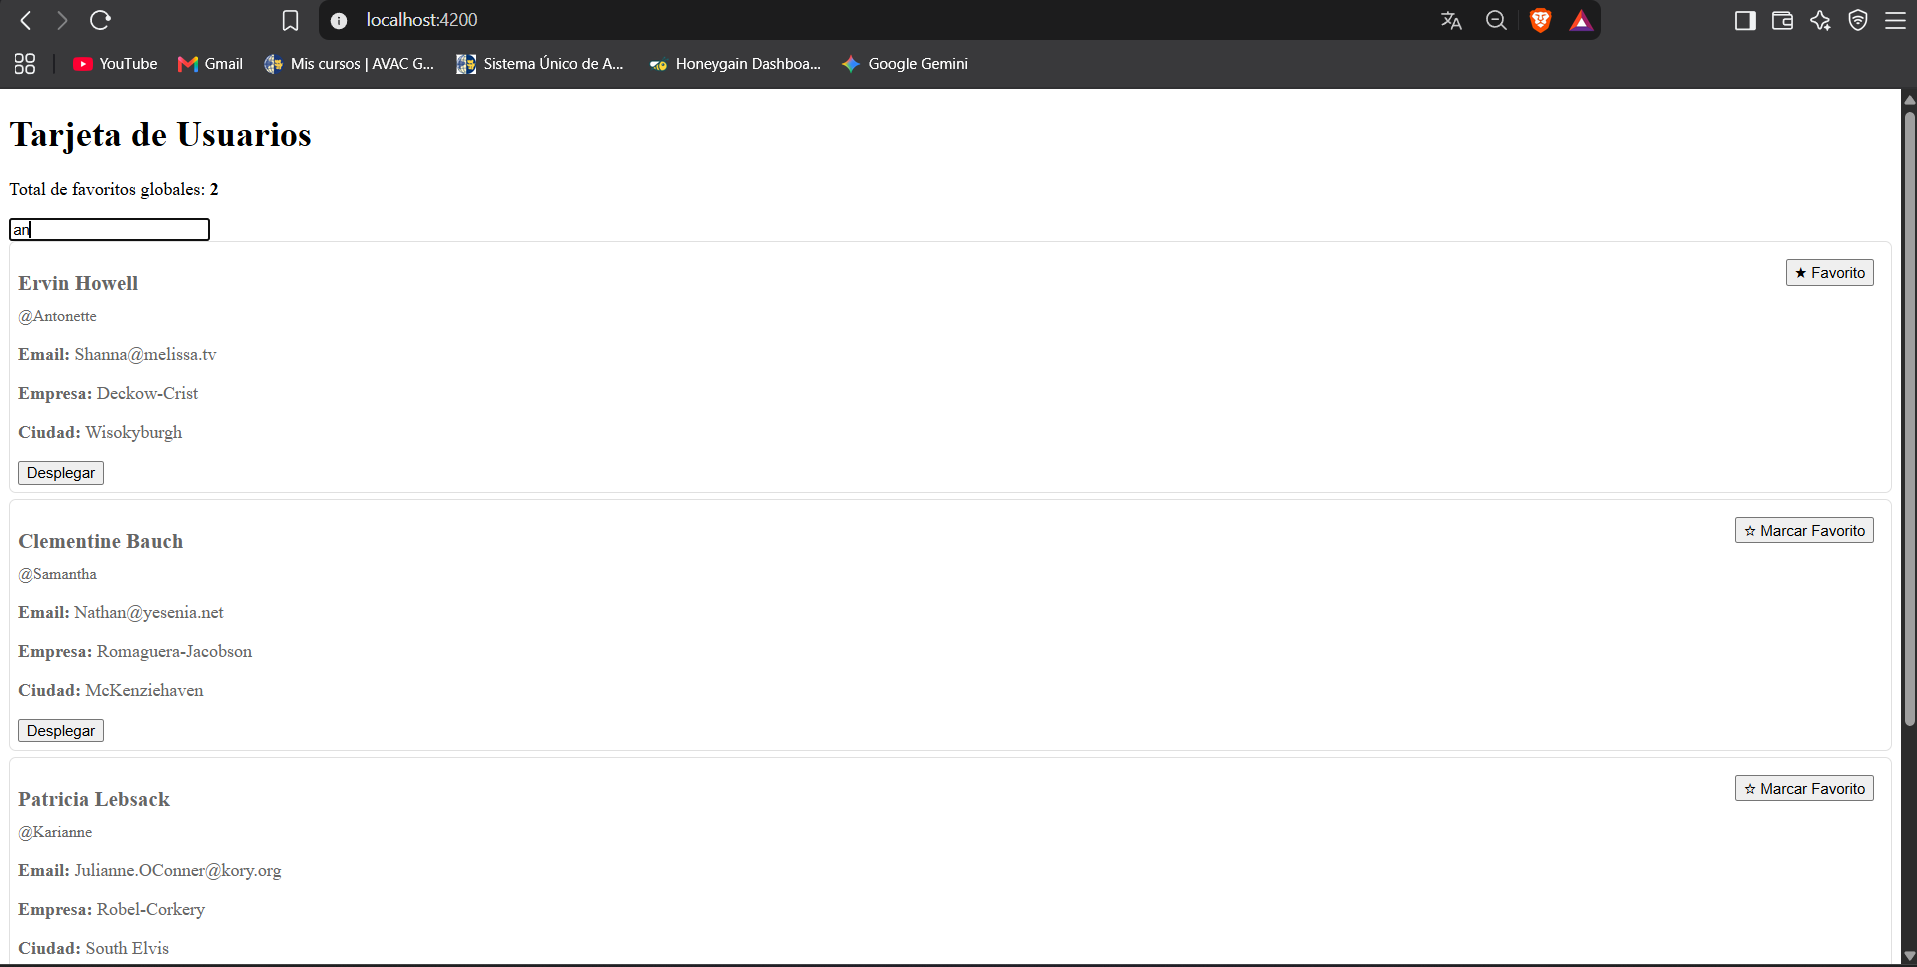 localhost:4200
YouTube
Gmail
Mis cursos | AVAC G...
Sistema Único de A...
Honeygain Dashboa...
Google Gemini
Tarjeta de Usuarios
Total de favoritos globales: 2
an
Ervin Howell
★ Favorito
@Antonette
Email: Shanna@melissa.tv
Empresa: Deckow-Crist
Ciudad: Wisokyburgh
Desplegar
Clementine Bauch
☆ Marcar Favorito
@Samantha
Email: Nathan@yesenia.net
Empresa: Romaguera-Jacobson
Ciudad: McKenziehaven
Desplegar
Patricia Lebsack
☆ Marcar Favorito
@Karianne
Email: Julianne.OConner@kory.org
Empresa: Robel-Corkery
Ciudad: South Elvis